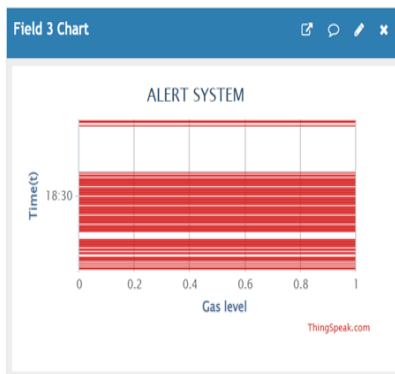 Field 3 Chart
ALERT SYSTEM
Time(t)
18:30
0 0.2 0.4 0.6 0.8 1
Gas level
ThingSpeak.com